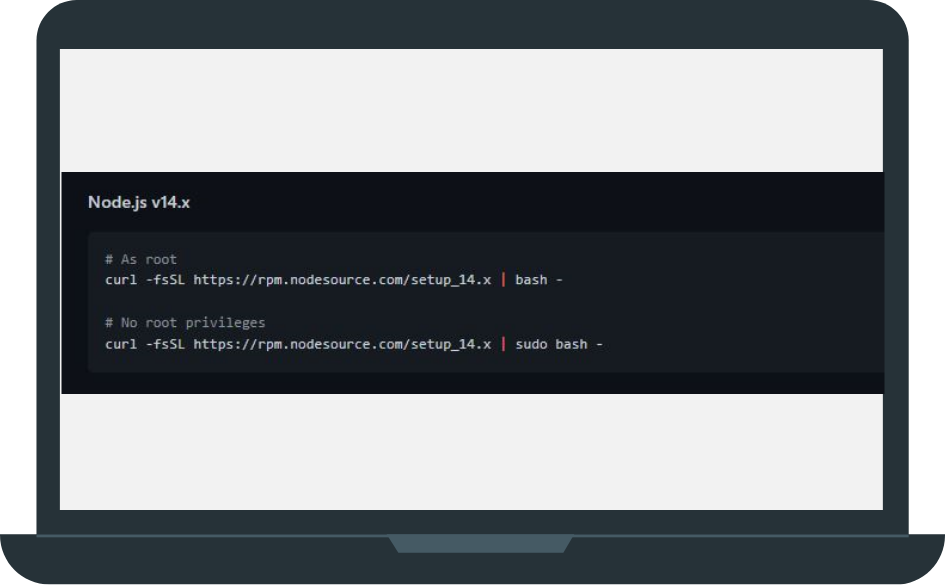 Node.js v14.x
# As root
curl -fsSL https://rpm.nodesource.com/setup_14.x | bash -
# No root privileges
curl -fsSL https://rpm.nodesource.com/setup_14.x | sudo bash -